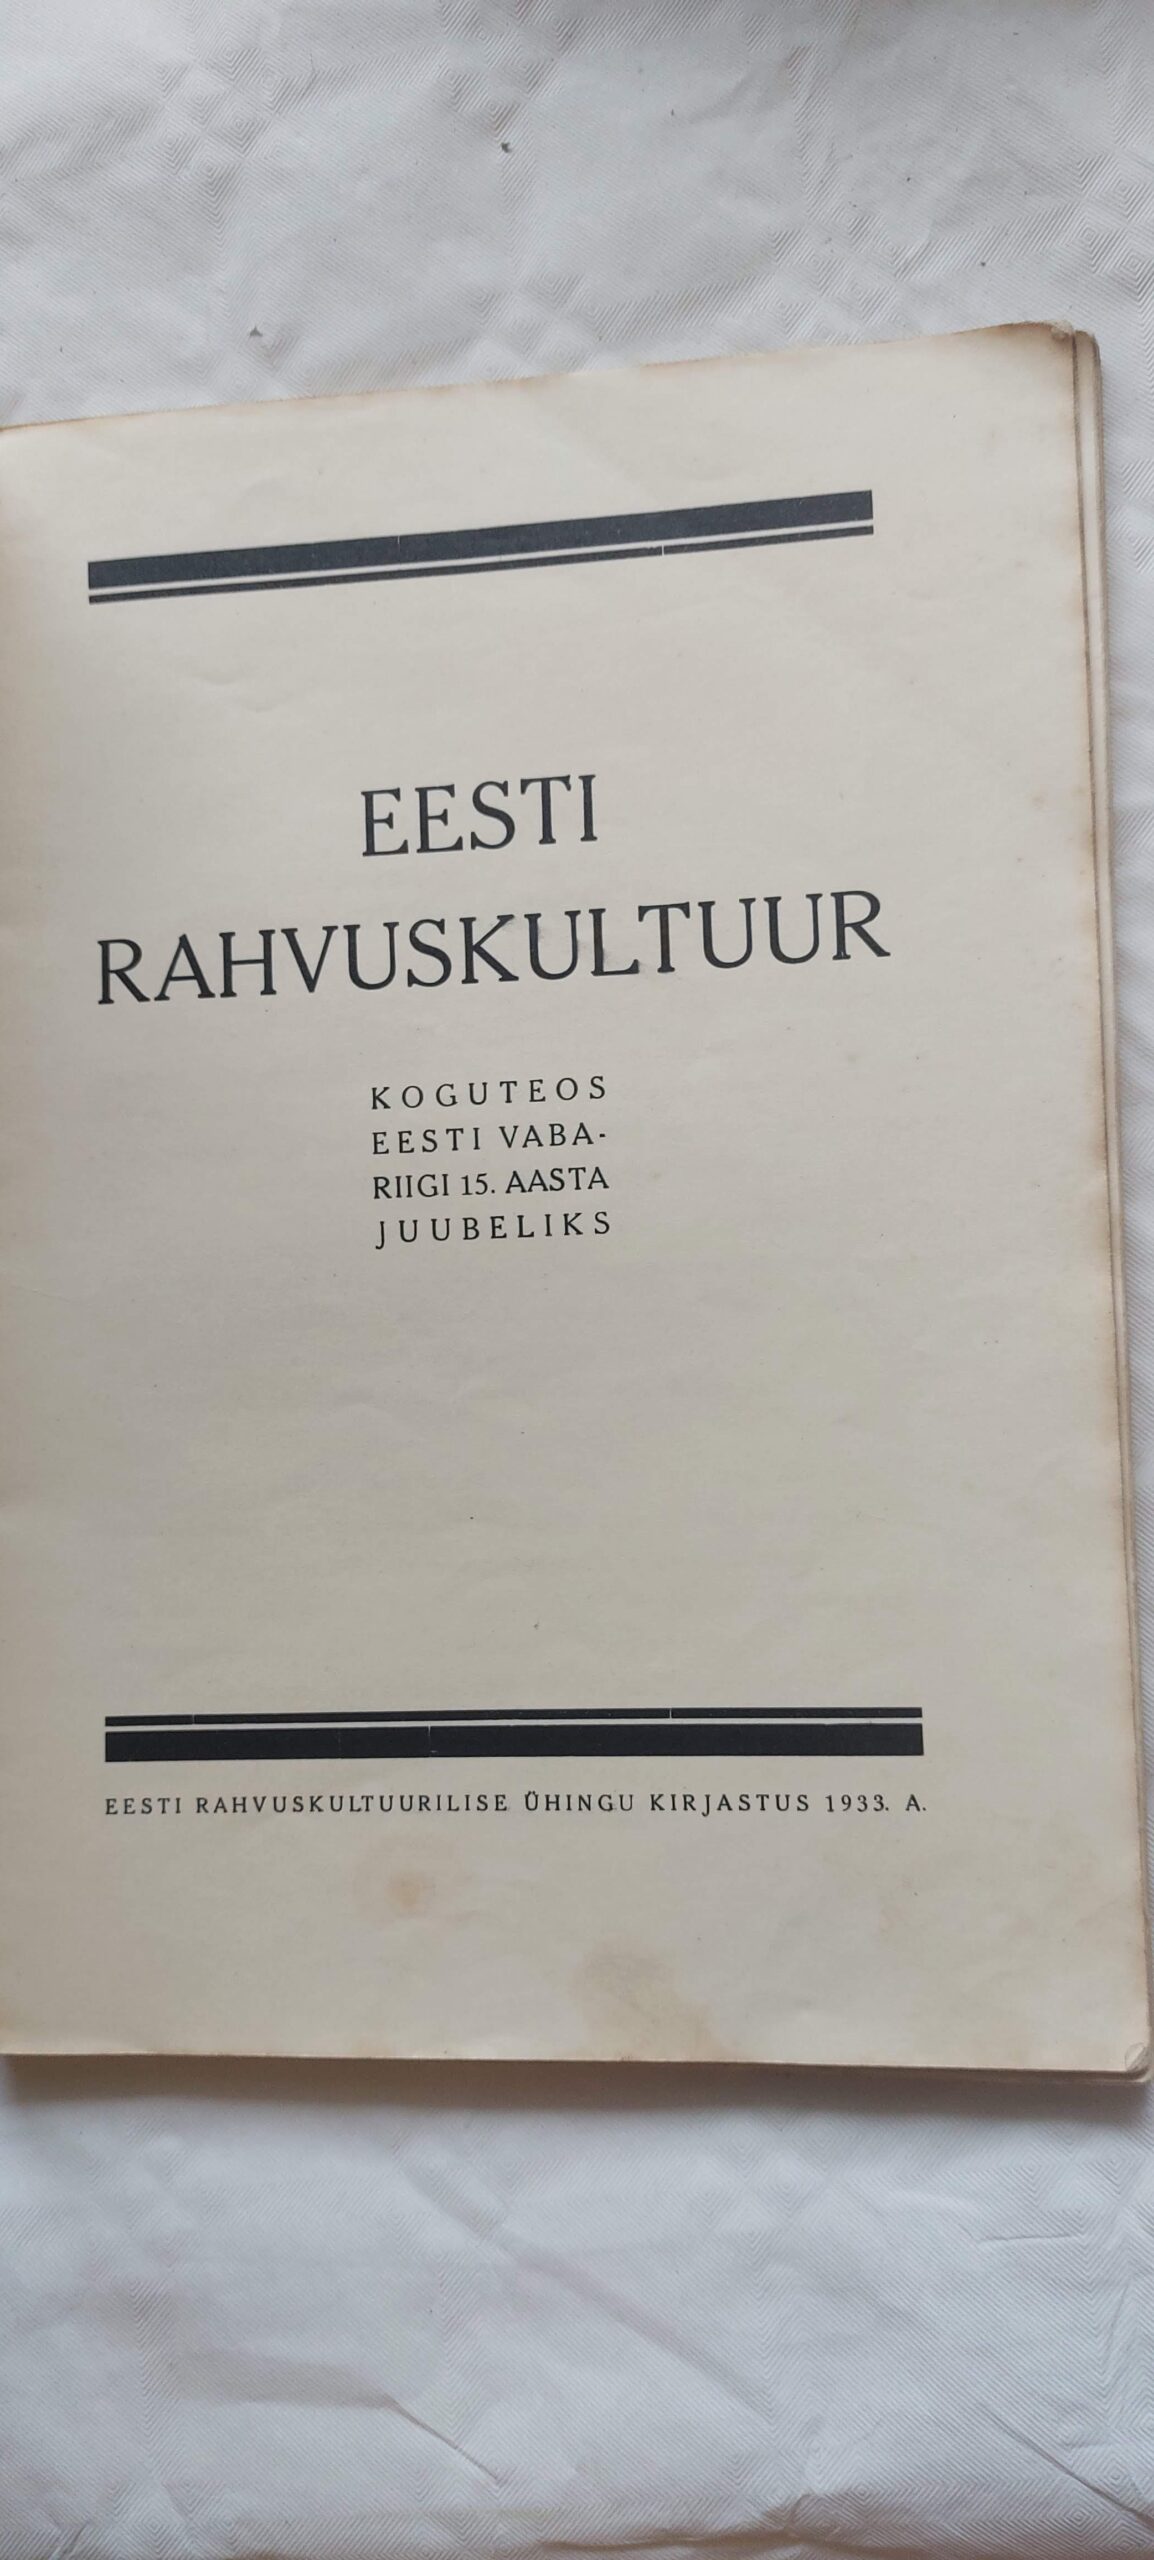 EESTI
RAHVUSKULTUUR
KOGUTEOS
EESTI VABA-
RIIGI 15. AASTA
JUUBELIKS
EESTI RAHVUSKULTUURILISE ÜHINGU KIRJASTUS 1933. A.